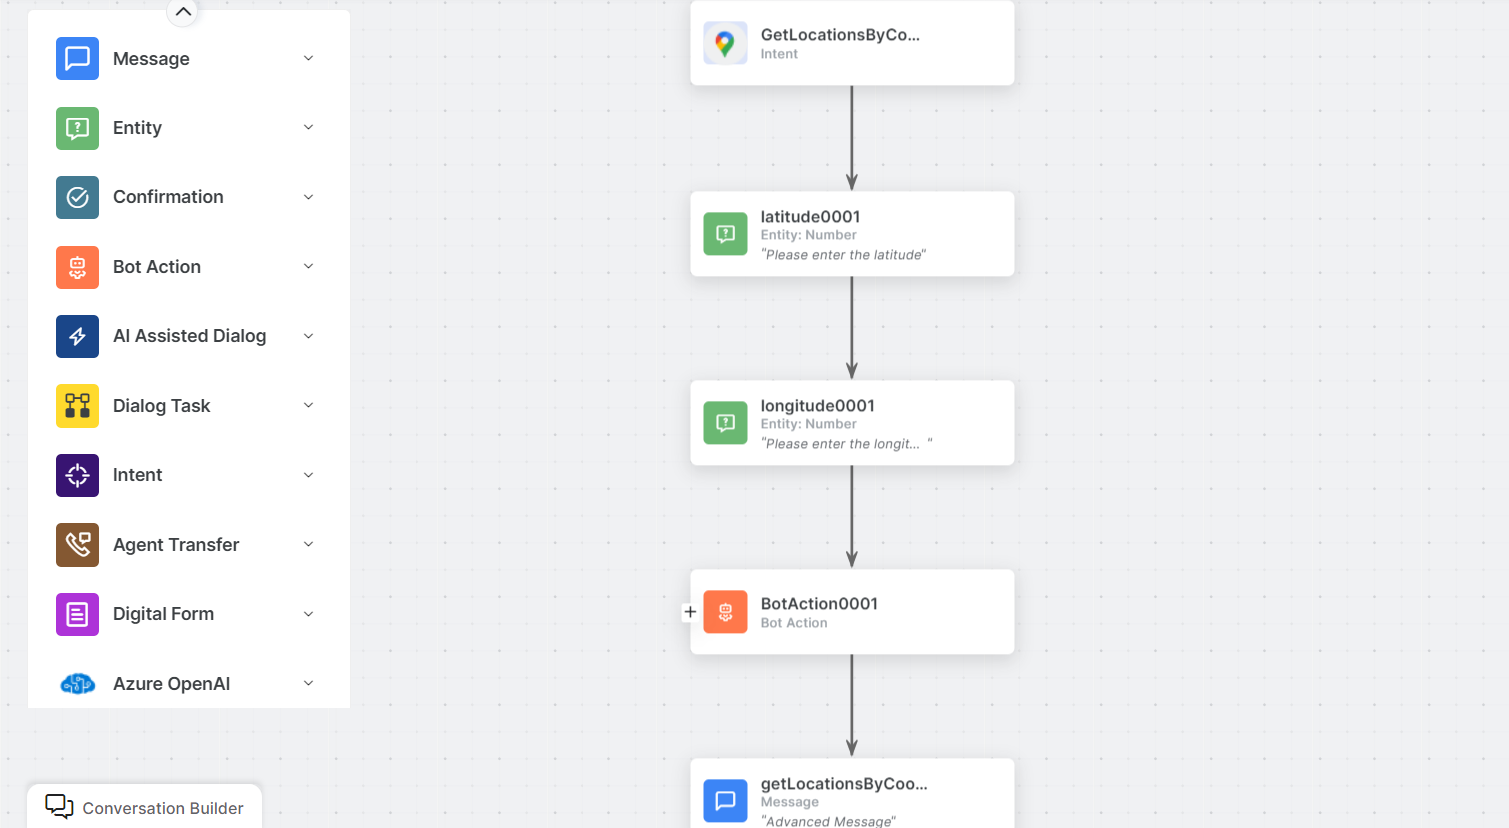 Message
Entity
Confirmation
Bot Action
AI Assisted Dialog
Dialog Task
Intent
Agent Transfer
Digital Form
Azure OpenAI
Conversation Builder
GetLocationsByCo...
Intent
latitude0001
Entity: Number
"Please enter the latitude"
longitude0001
Entity: Number
"Please enter the longit... "
BotAction0001
Bot Action
getLocationsByCoo...
Message
"Advanced Message"